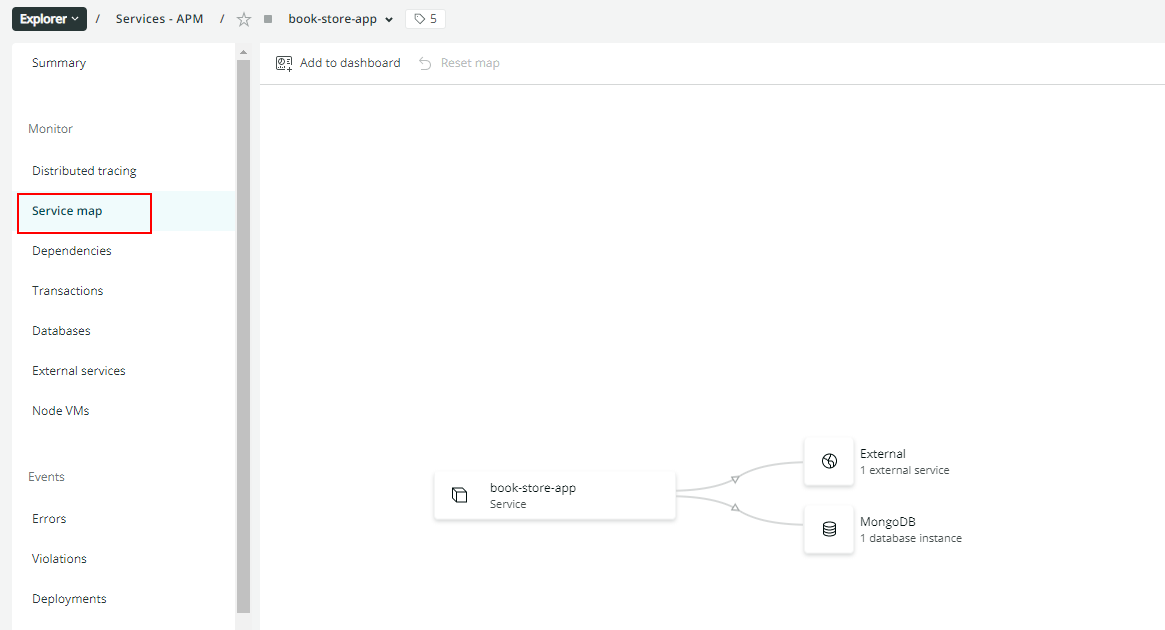 Explorer / Services - APM / book-store-app 5
Summary
Monitor
Distributed tracing
Service map
Dependencies
Transactions
Databases
External services
Node VMs
Events
Errors
Violations
Deployments
Add to dashboard Reset map
book-store-app
Service
External
1 external service
MongoDB
1 database instance